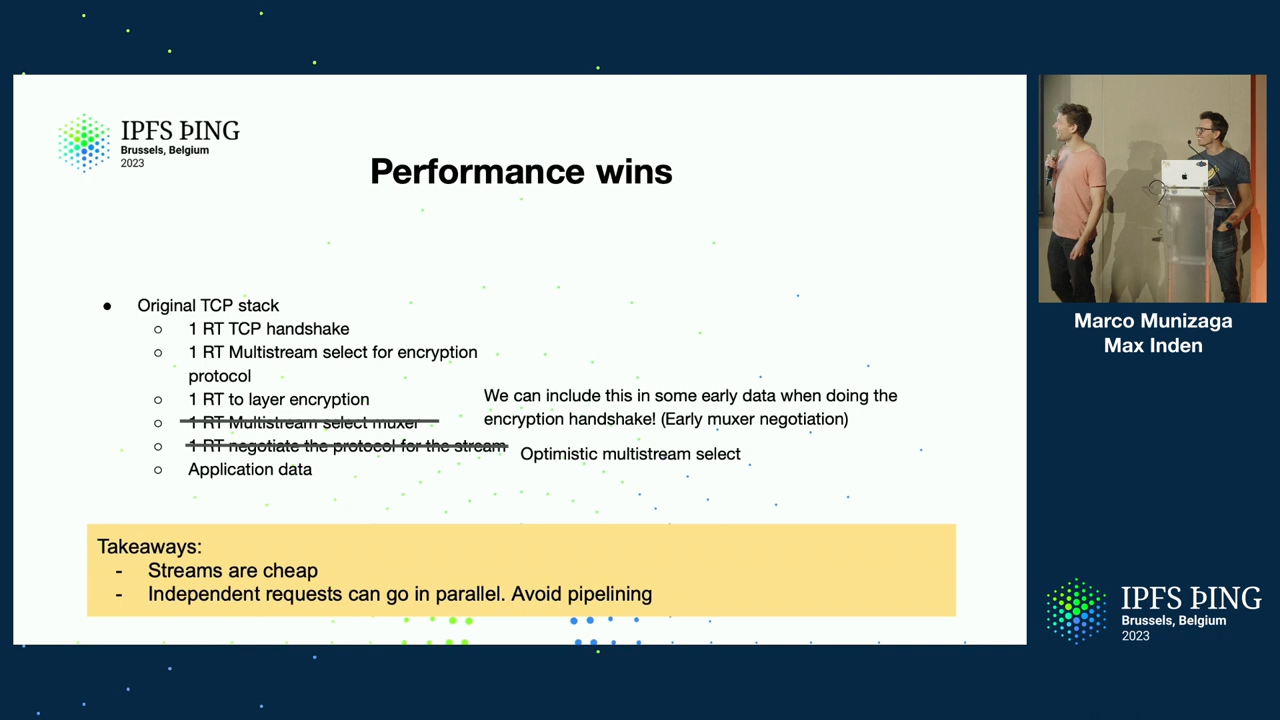 IPFS ÞING
Brussels, Belgium
2023
Performance wins
● Original TCP stack
○ 1 RT TCP handshake
○ 1 RT Multistream select for encryption
protocol
○ 1 RT to layer encryption
○ 1 RT Multistream select muxer
○ 1 RT negotiate the protocol for the stream
○ Application data
We can include this in some early data when doing the
encryption handshake! (Early muxer negotiation)
Optimistic multistream select
Takeaways:
- Streams are cheap
- Independent requests can go in parallel. Avoid pipelining
Marco Munizaga
Max Inden
IPFS ÞING
Brussels, Belgium
2023